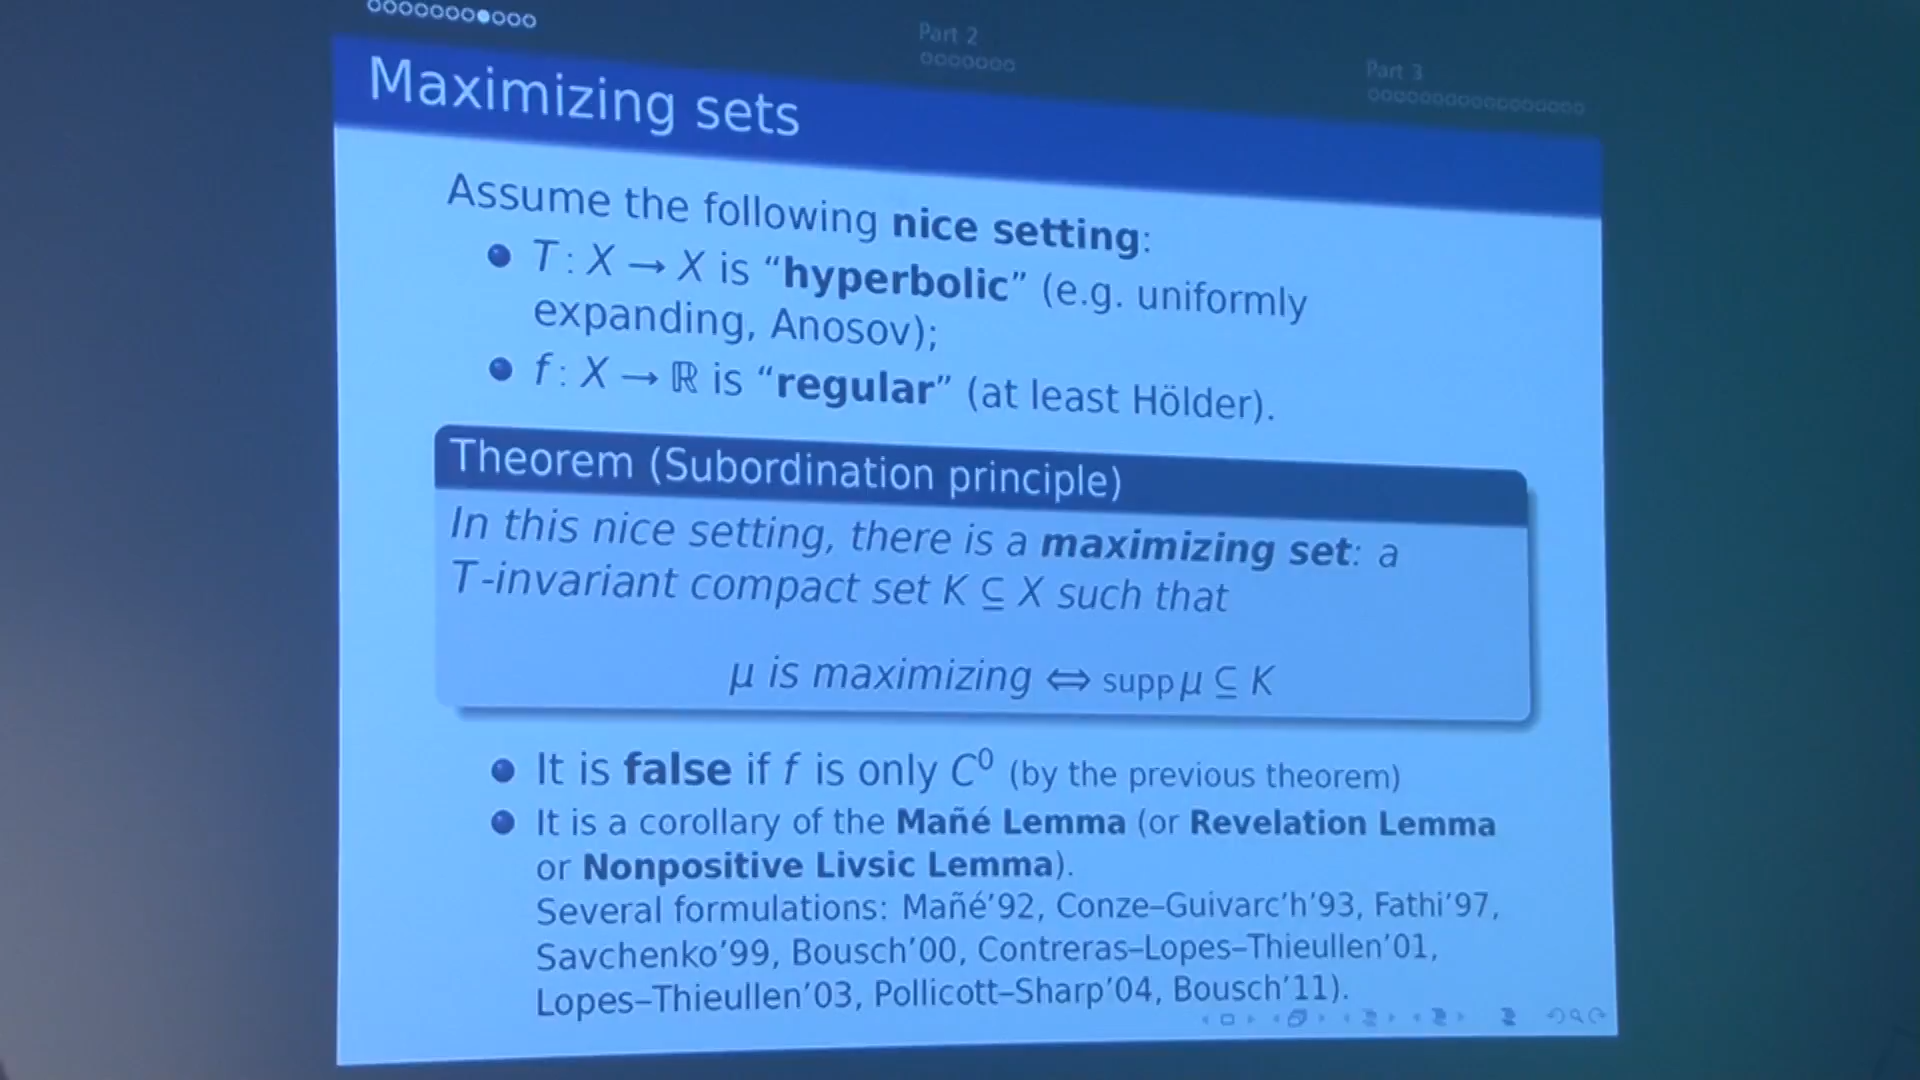 Part 2
Part 3
Maximizing sets
Assume the following nice setting:
T : X → X is “hyperbolic” (e.g. uniformly
expanding, Anosov);
f : X → ℝ is “regular” (at least Hölder).
Theorem (Subordination principle)
In this nice setting, there is a maximizing set: a
T-invariant compact set K ⊆ X such that
μ is maximizing ⇔ supp μ ⊆ K
It is false if f is only C⁰ (by the previous theorem)
It is a corollary of the Mañé Lemma (or Revelation Lemma
or Nonpositive Livsic Lemma).
Several formulations: Mañé’92, Conze–Guivarc’h’93, Fathi’97,
Savchenko’99, Bousch’00, Contreras–Lopes–Thieullen’01,
Lopes–Thieullen’03, Pollicott–Sharp’04, Bousch’11).